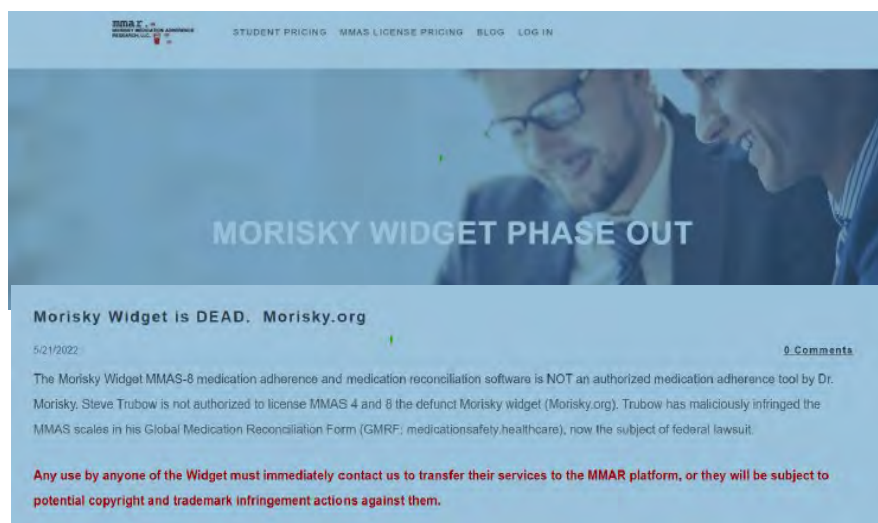 mmar.
MORISKY MEDICATION ADHERENCE
RESEARCH, LLC.
STUDENT PRICING MMAS LICENSE PRICING BLOG LOG IN
MORISKY WIDGET PHASE OUT
Morisky Widget is DEAD. Morisky.org
5/21/2022
0 Comments
The Morisky Widget MMAS-8 medication adherence and medication reconciliation software is NOT an authorized medication adherence tool by Dr.
Morisky. Steve Trubow is not authorized to license MMAS 4 and 8 the defunct Morisky widget (Morisky.org). Trubow has maliciously infringed the
MMAS scales in his Global Medication Reconciliation Form (GMRF; medicationsafety.healthcare), now the subject of federal lawsuit.
Any use by anyone of the Widget must immediately contact us to transfer their services to the MMAR platform, or they will be subject to
potential copyright and trademark infringement actions against them.